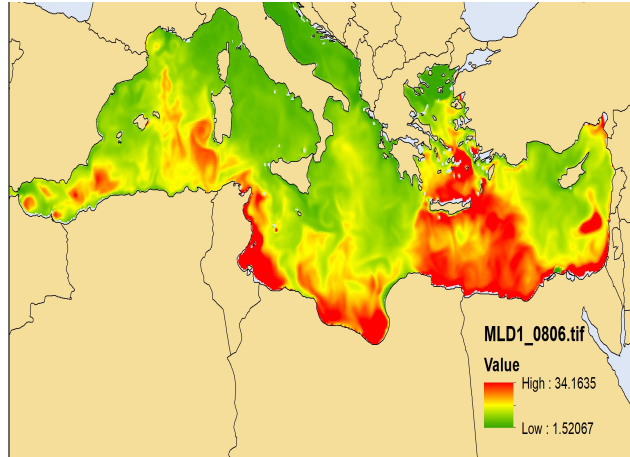 MLD1_0806.tif
Value
High : 34.1635
Low : 1.52067